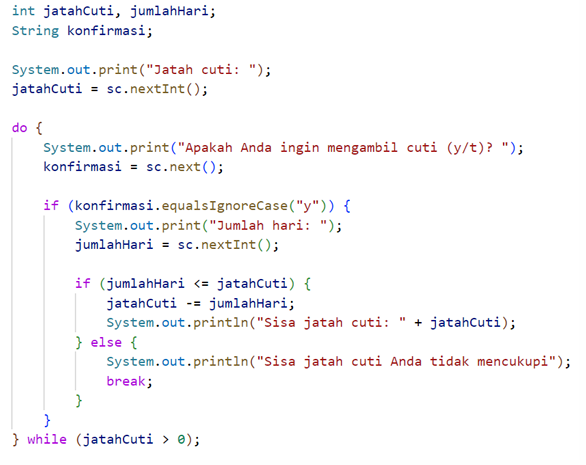 int jatahCuti, jumlahHari;
String konfirmasi;

System.out.print("Jatah cuti: ");
jatahCuti = sc.nextInt();

do {
    System.out.print("Apakah Anda ingin mengambil cuti (y/t)? ");
    konfirmasi = sc.next();

    if (konfirmasi.equalsIgnoreCase("y")) {
        System.out.print("Jumlah hari: ");
        jumlahHari = sc.nextInt();

        if (jumlahHari <= jatahCuti) {
            jatahCuti -= jumlahHari;
            System.out.println("Sisa jatah cuti: " + jatahCuti);
        } else {
            System.out.println("Sisa jatah cuti Anda tidak mencukupi");
            break;
        }
    }
} while (jatahCuti > 0);